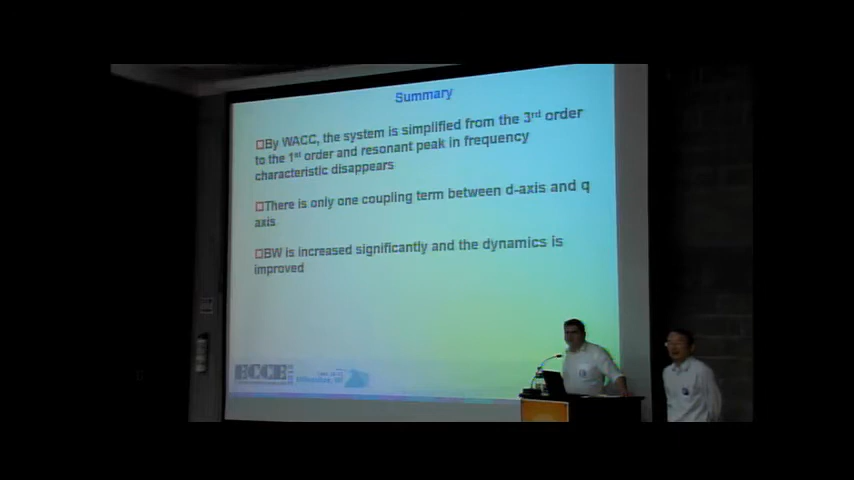 Summary
□By WACC, the system is simplified from the 3rd order
to the 1st order and resonant peak in frequency
characteristic disappears
□There is only one coupling term between d-axis and q
axis
□BW is increased significantly and the dynamics is
improved
ECCE